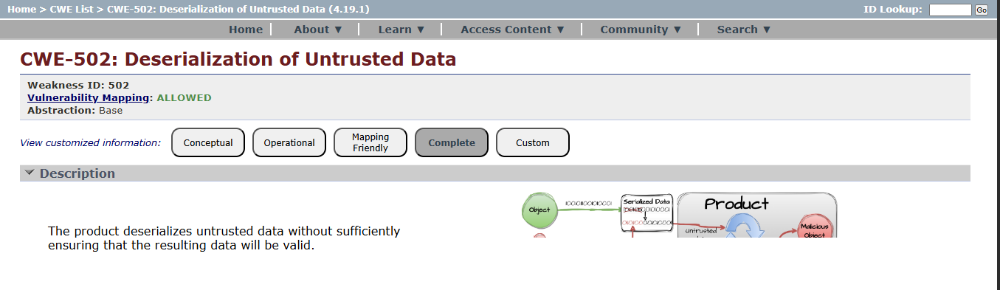 Home > CWE List > CWE-502: Deserialization of Untrusted Data (4.19.1)
ID Lookup: Go
Home About ▼ Learn ▼ Access Content ▼ Community ▼ Search ▼
CWE-502: Deserialization of Untrusted Data
Weakness ID: 502
Vulnerability Mapping: ALLOWED
Abstraction: Base
View customized information:
Conceptual
Operational
Mapping
Friendly
Complete
Custom
Description
The product deserializes untrusted data without sufficiently
ensuring that the resulting data will be valid.
Object
Serialized Data
Product
Untrusted
Malicious
Object